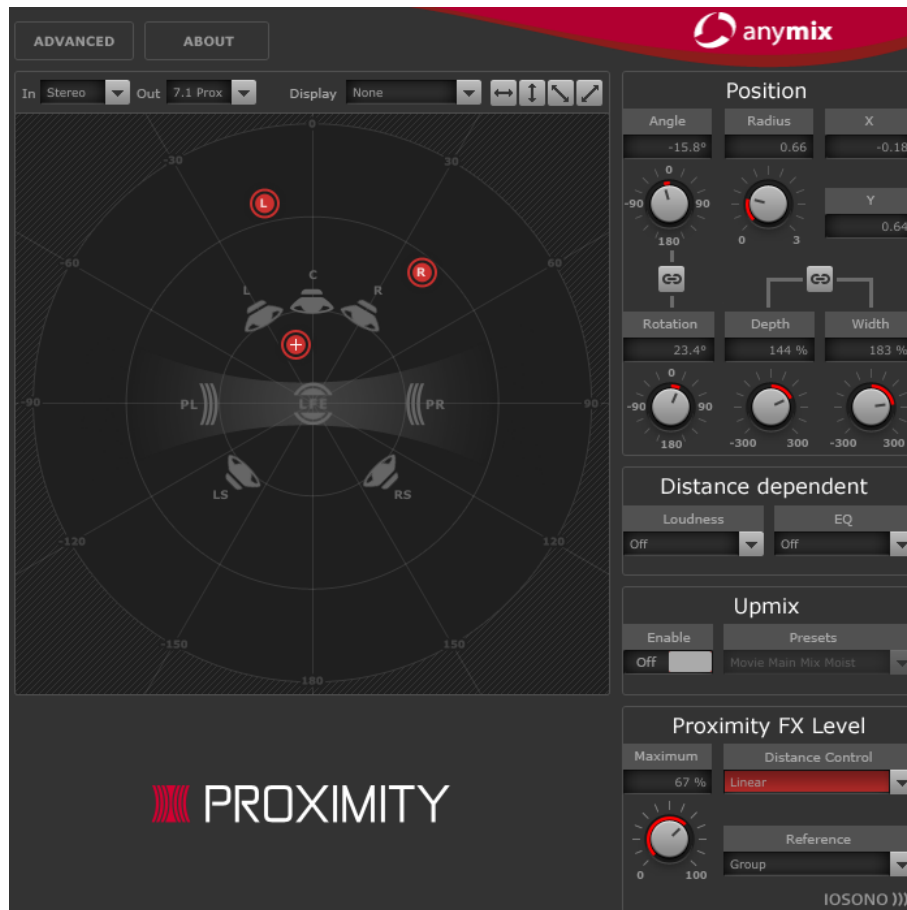 ADVANCED ABOUT
anymix
In Stereo Out 7.1 Prox Display None
Position
Angle Radius X
-15.8° 0.66 -0.18
0
-90 90
180
0 3
Y
0.64
Rotation Depth Width
23.4° 144 % 183 %
0
-90 90
180
-300 300
-300 300
0
-30 30
L
-60 60
R
C
L R
-90 PL LFE PR 90
LS RS
-120 120
-150 150
180
Distance dependent
Loudness EQ
Off Off
Upmix
Enable Presets
Off Movie Main Mix Moist
Proximity FX Level
Maximum Distance Control
67 % Linear
0 100
Reference
Group
PROXIMITY
IOSONO